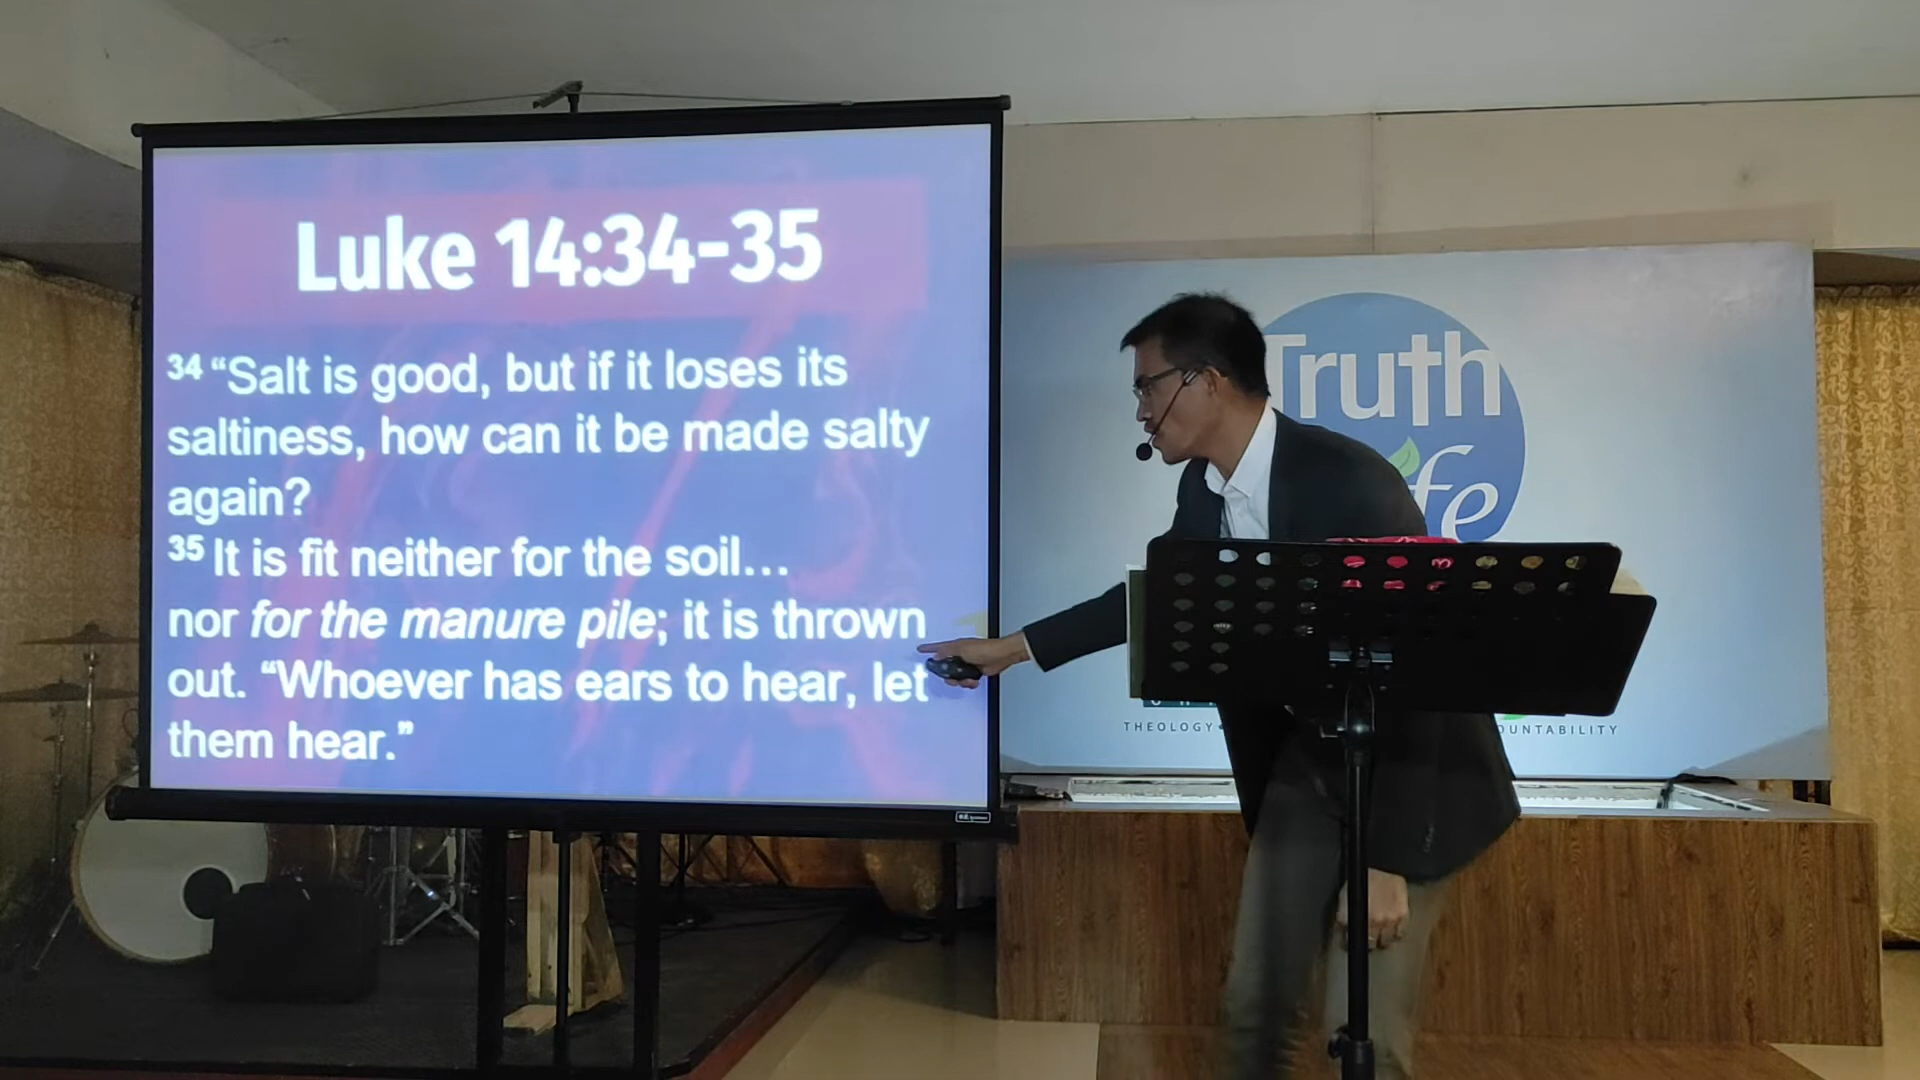 Luke 14:34-35
34 “Salt is good, but if it loses its
saltiness, how can it be made salty
again?
35 It is fit neither for the soil…
nor for the manure pile; it is thrown
out. “Whoever has ears to hear, let
them hear.”
Truth
THEOLOGY